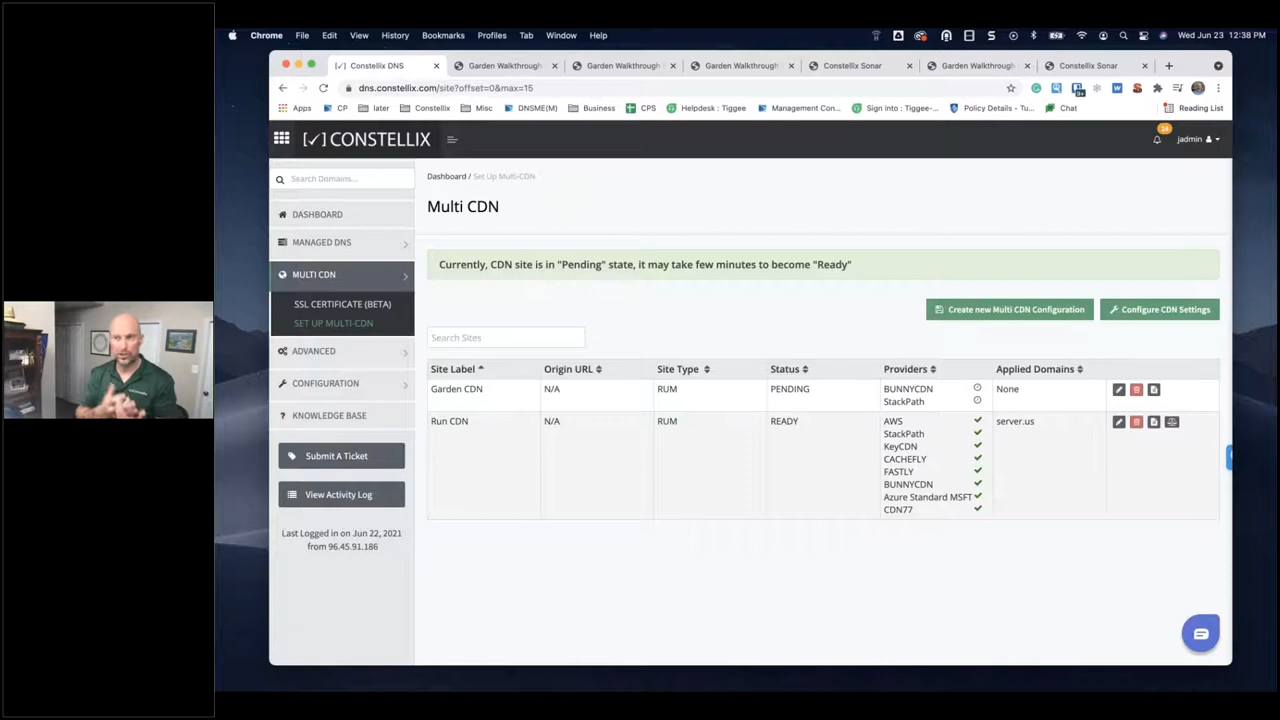 Chrome File Edit View History Bookmarks Profiles Tab Window Help
Wed Jun 23 12:38 PM
Constellix DNS
Garden Walkthrough
Garden Walkthrough
Garden Walkthrough
Constellix Sonar
Garden Walkthrough
Constellix Sonar
dns.constellix.com/site?offset=0&max=15
Apps CP later Constellix Misc DNSME(M) Business CPS Helpdesk : Tiggee Management Con... Sign into : Tiggee-... Policy Details - Tu... Chat Reading List
[✓] CONSTELLIX
24
jadmin
Search Domains...
DASHBOARD
MANAGED DNS
MULTI CDN
SSL CERTIFICATE (BETA)
SET UP MULTI-CDN
ADVANCED
CONFIGURATION
KNOWLEDGE BASE
Submit A Ticket
View Activity Log
Last Logged in on Jun 22, 2021
from 96.45.91.186
Dashboard / Set Up Multi-CDN
Multi CDN
Currently, CDN site is in "Pending" state, it may take few minutes to become "Ready"
Create new Multi CDN Configuration
Configure CDN Settings
Search Sites
Site Label Origin URL Site Type Status Providers Applied Domains
Garden CDN N/A RUM PENDING BUNNYCDN None
StackPath
Run CDN N/A RUM READY AWS server.us
StackPath
KeyCDN
CACHEFLY
FASTLY
BUNNYCDN
Azure Standard MSFT
CDN77